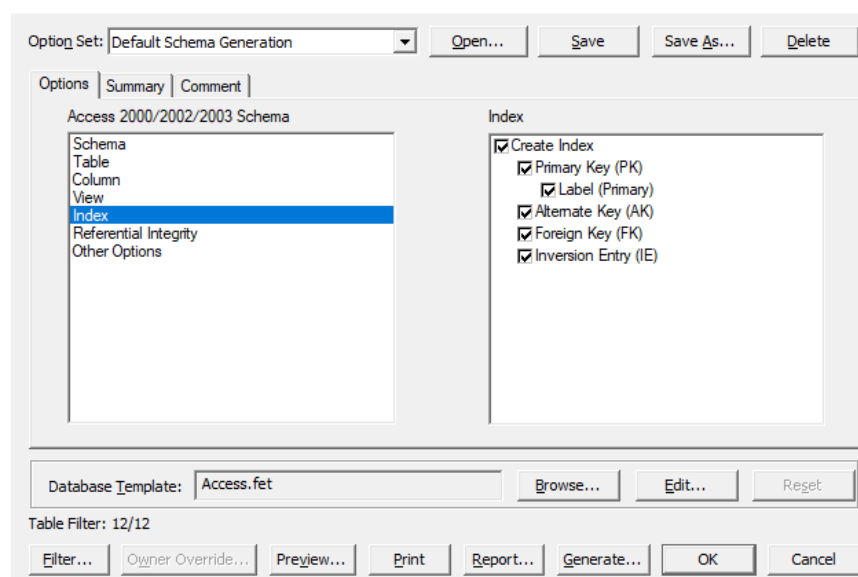 Option Set: Default Schema Generation Open... Save Save As... Delete
Options Summary Comment
Access 2000/2002/2003 Schema Index
Schema
Table
Column
View
Index
Referential Integrity
Other Options
Create Index
Primary Key (PK)
Label (Primary)
Alternate Key (AK)
Foreign Key (FK)
Inversion Entry (IE)
Database Template: Access.fet Browse... Edit... Reset
Table Filter: 12/12
Filter... Owner Override... Preview... Print Report... Generate... OK Cancel